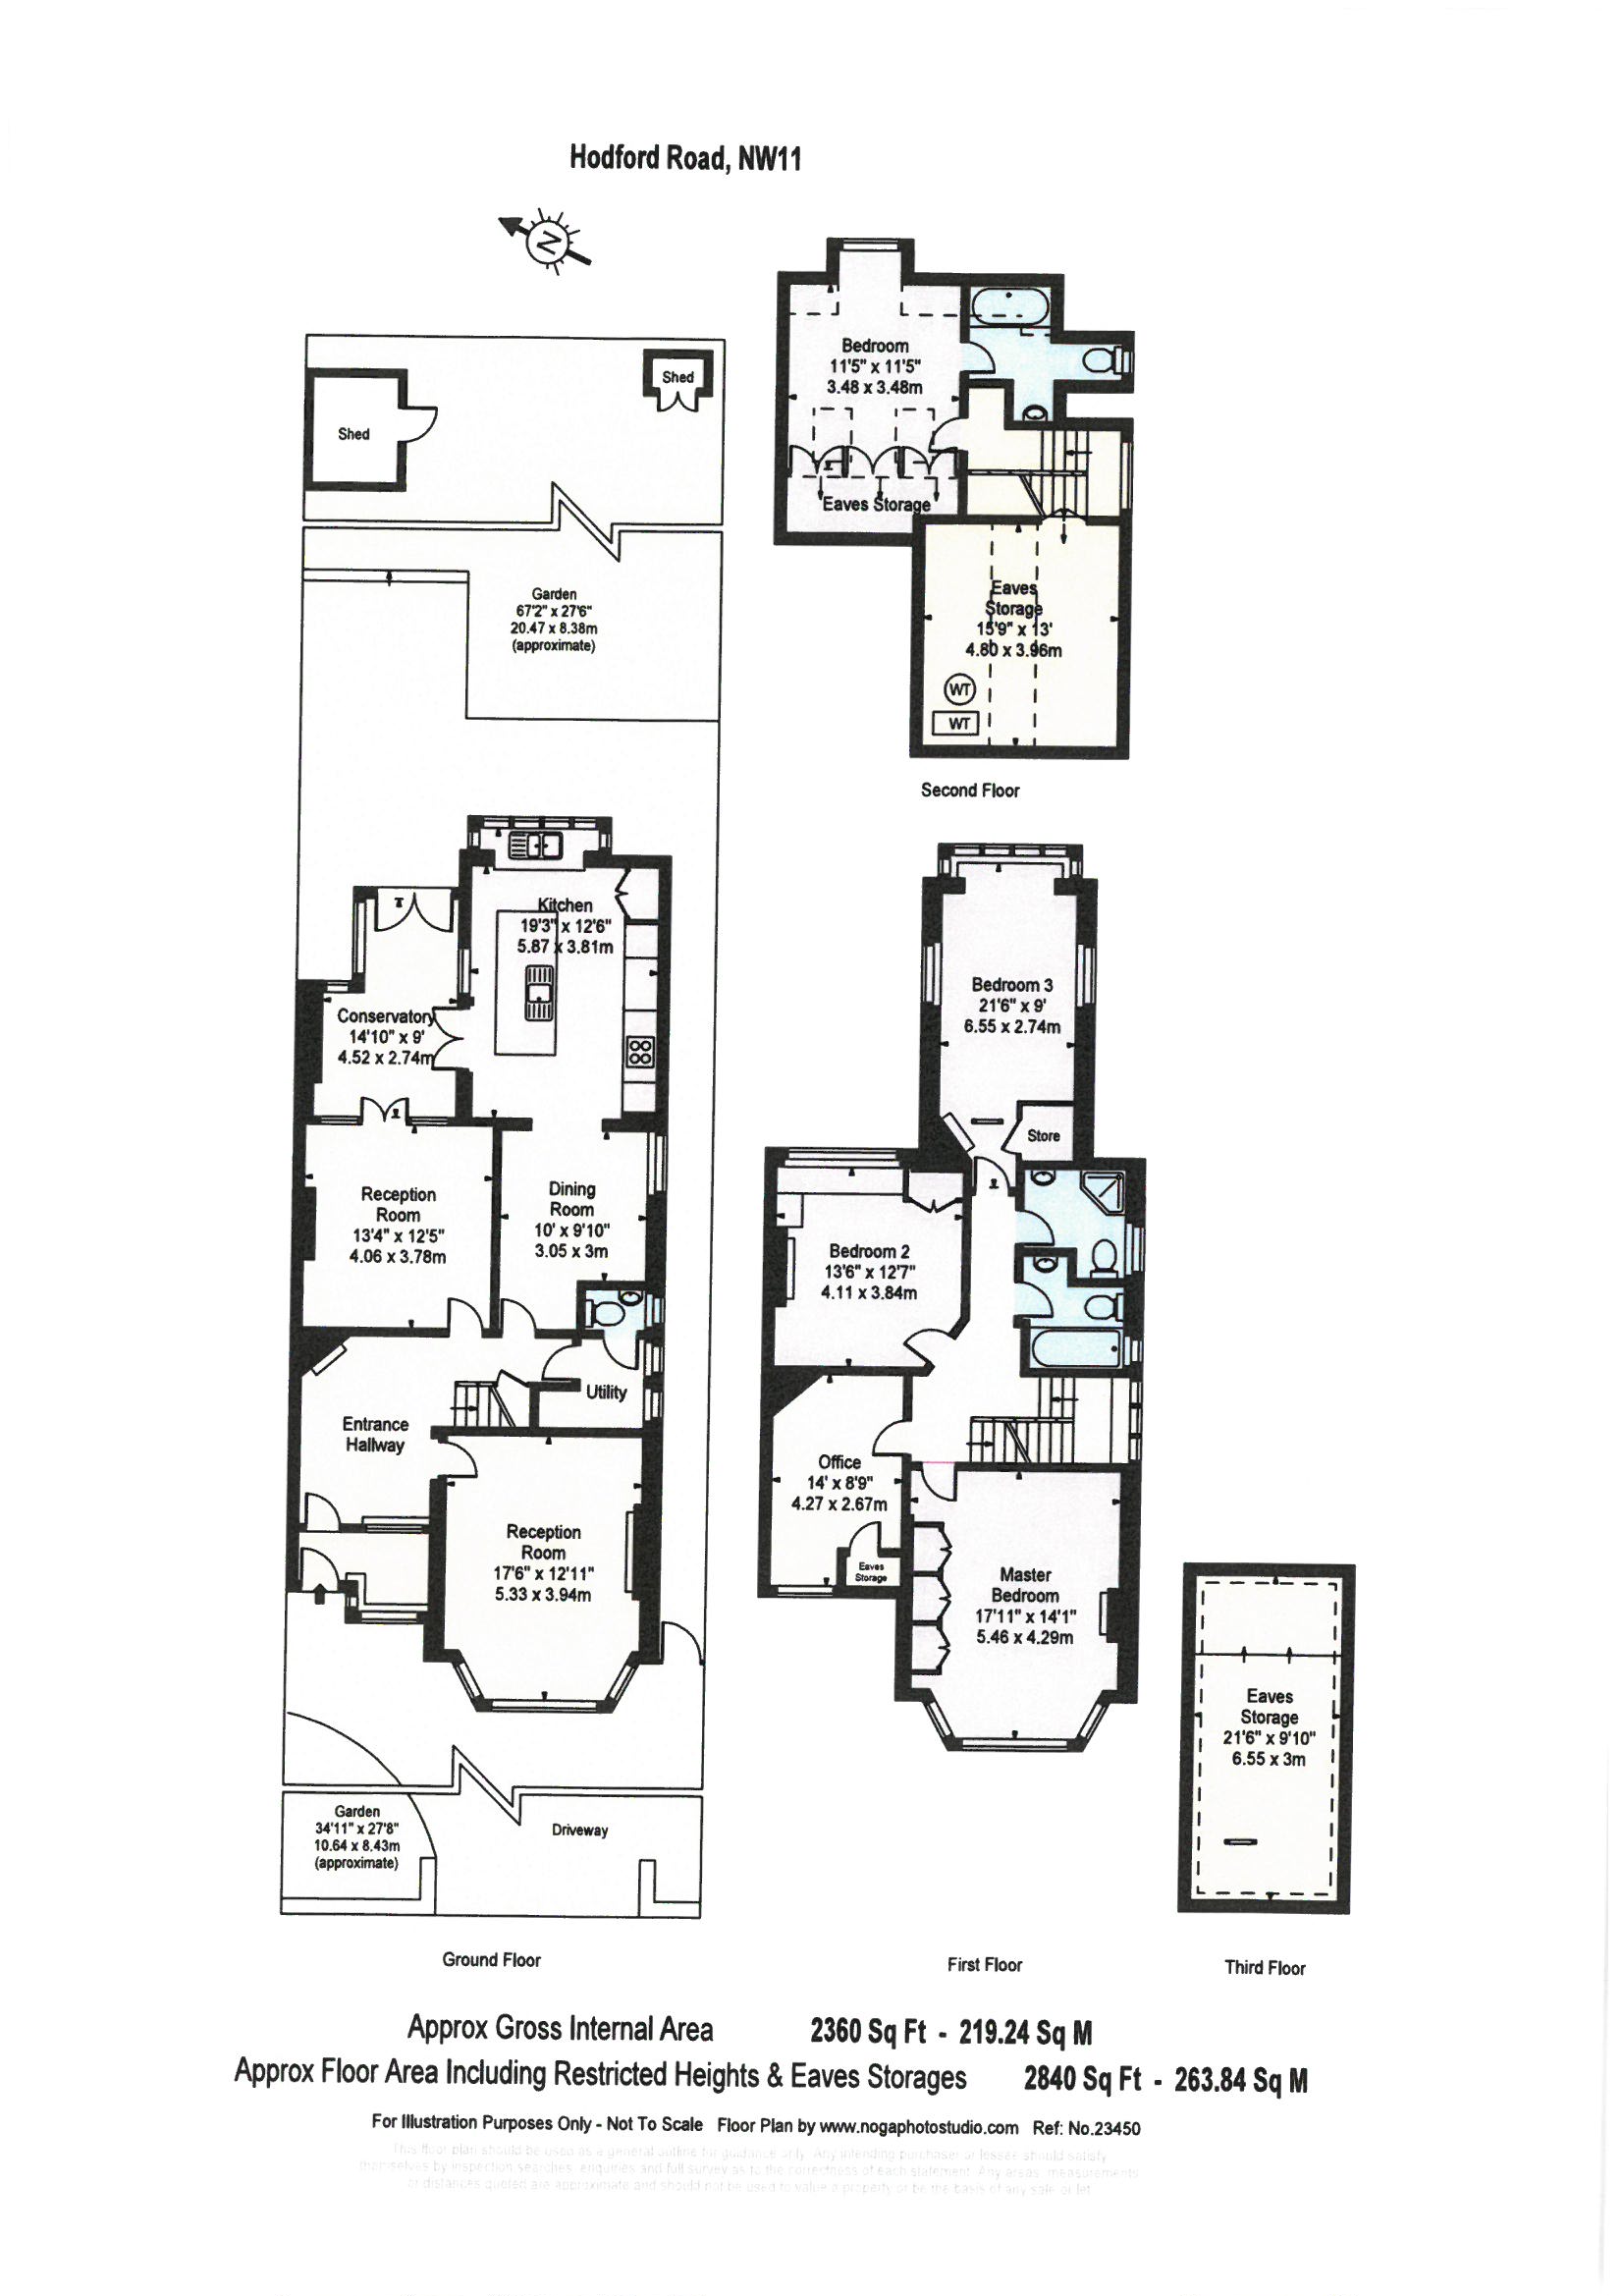 Hodford Road, NW11
N
Shed
Shed
Garden
67'2" x 27'6"
20.47 x 8.38m
(approximate)
Kitchen
19'3" x 12'6"
5.87 x 3.81m
Conservatory
14'10" x 9'
4.52 x 2.74m
Reception
Room
13'4" x 12'5"
4.06 x 3.78m
Dining
Room
10' x 9'10"
3.05 x 3m
Utility
Entrance
Hallway
Reception
Room
17'6" x 12'11"
5.33 x 3.94m
Garden
34'11" x 27'8"
10.64 x 8.43m
(approximate)
Driveway
Ground Floor
Bedroom
11'5" x 11'5"
3.48 x 3.48m
Eaves Storage
Eaves
Storage
15'9" x 13'
4.80 x 3.96m
WT
WT
Second Floor
Bedroom 3
21'6" x 9'
6.55 x 2.74m
Store
Bedroom 2
13'6" x 12'7"
4.11 x 3.84m
Office
14' x 8'9"
4.27 x 2.67m
Eaves
Storage
Master
Bedroom
17'11" x 14'1"
5.46 x 4.29m
First Floor
Eaves
Storage
21'6" x 9'10"
6.55 x 3m
Third Floor
Approx Gross Internal Area 2360 Sq Ft - 219.24 Sq M
Approx Floor Area Including Restricted Heights & Eaves Storages 2840 Sq Ft - 263.84 Sq M
For Illustration Purposes Only - Not To Scale Floor Plan by www.nogaphotostudio.com Ref: No.23450
This floor plan should be used as a general outline for guidance only. Any intending purchaser or lessee should satisfy
themselves by inspection searches, enquiries and full survey as to the correctness of each statement. Any areas, measurements
or distances quoted are approximate and should not be used to value a property or be the basis of any sale or let.